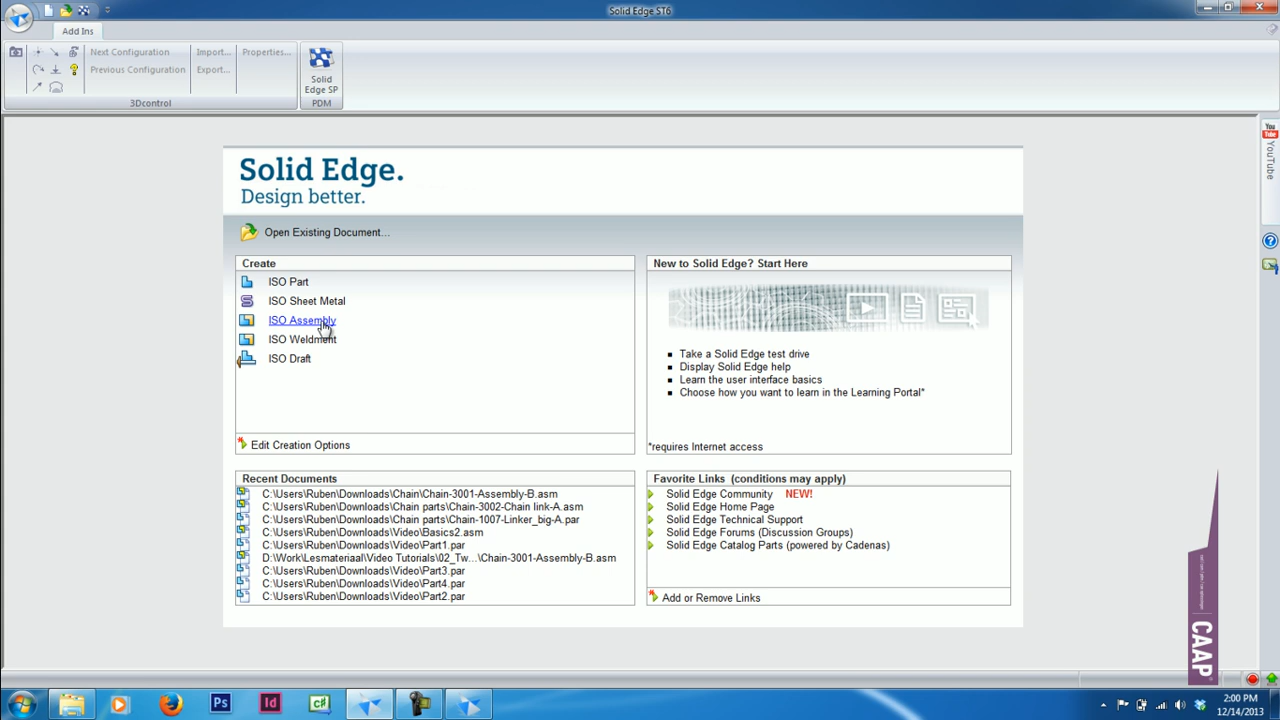 Solid Edge ST6
Add Ins
Next Configuration
Import...
Properties...
Previous Configuration
Export...
Solid
Edge SP
3Dcontrol
PDM
YouTube
Solid Edge.
Design better.
Open Existing Document...
Create
ISO Part
ISO Sheet Metal
ISO Assembly
ISO Weldment
ISO Draft
Edit Creation Options
New to Solid Edge? Start Here
Take a Solid Edge test drive
Display Solid Edge help
Learn the user interface basics
Choose how you want to learn in the Learning Portal*
*requires Internet access
Recent Documents
C:\Users\Ruben\Downloads\Chain\Chain-3001-Assembly-B.asm
C:\Users\Ruben\Downloads\Chain parts\Chain-3002-Chain link-A.asm
C:\Users\Ruben\Downloads\Chain parts\Chain-1007-Linker_big-A.par
C:\Users\Ruben\Downloads\Video\Basics2.asm
C:\Users\Ruben\Downloads\Video\Part1.par
D:\Work\Lesmateriaal\Video Tutorials\02_Tw...\Chain-3001-Assembly-B.asm
C:\Users\Ruben\Downloads\Video\Part3.par
C:\Users\Ruben\Downloads\Video\Part4.par
C:\Users\Ruben\Downloads\Video\Part2.par
Favorite Links (conditions may apply)
Solid Edge Community NEW!
Solid Edge Home Page
Solid Edge Technical Support
Solid Edge Forums (Discussion Groups)
Solid Edge Catalog Parts (powered by Cadenas)
Add or Remove Links
CAAP
Ps
Id
C#
2:00 PM
12/14/2013